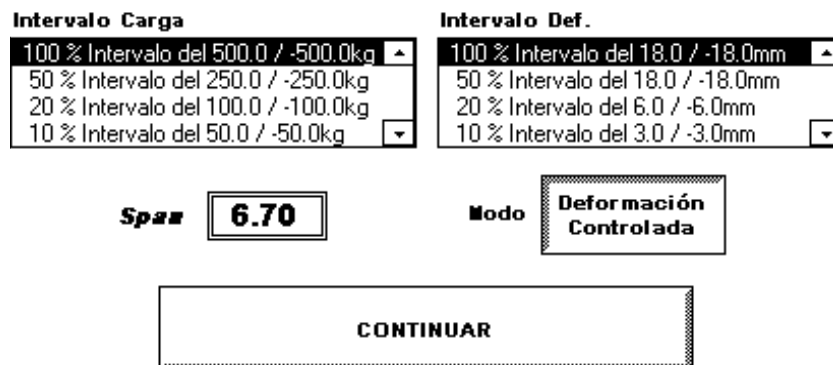 Intervalo Carga
100 % Intervalo del 500.0 / -500.0kg
50 % Intervalo del 250.0 / -250.0kg
20 % Intervalo del 100.0 / -100.0kg
10 % Intervalo del 50.0 / -50.0kg
Intervalo Def.
100 % Intervalo del 18.0 / -18.0mm
50 % Intervalo del 18.0 / -18.0mm
20 % Intervalo del 6.0 / -6.0mm
10 % Intervalo del 3.0 / -3.0mm
Span 6.70
Modo
Deformación
Controlada
CONTINUAR